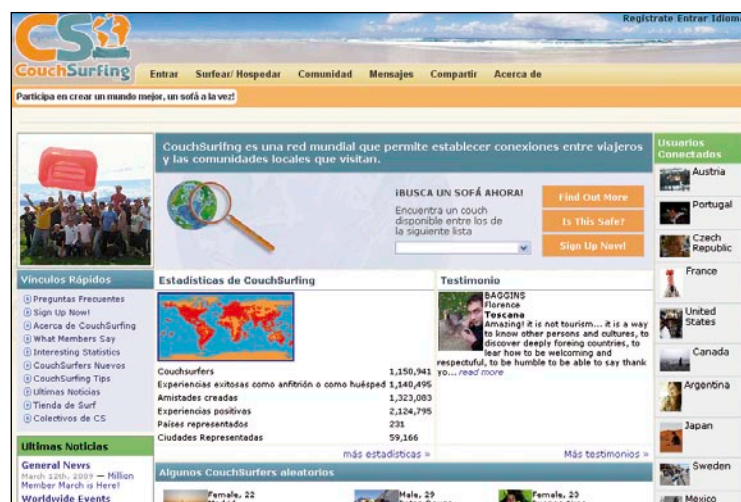 Regístrate Entrar Idioma
CS
CouchSurfing
Entrar Surfear/ Hospedar Comunidad Mensajes Compartir Acerca de
Participa en crear un mundo mejor, un sofá a la vez!
CouchSurifng es una red mundial que permite establecer conexiones entre viajeros
y las comunidades locales que visitan.
¡BUSCA UN SOFÁ AHORA!
Encuentra un couch
disponible entre los de
la siguiente lista
Find Out More
Is This Safe?
Sign Up Now!
Usuarios
Conectados
Austria
Portugal
Czech
Republic
France
United
States
Canada
Argentina
Japan
Sweden
Mexico
Vínculos Rápidos
Preguntas Frecuentes
Sign Up Now!
Acerca de CouchSurfing
What Members Say
Interesting Statistics
CouchSurfers Nuevos
CouchSurfing Tips
Ultimas Noticias
Tienda de Surf
Colectivos de CS
Estadísticas de CouchSurfing
Couchsurfers 1,150,941
Experiencias exitosas como anfitrión o como huésped 1,140,495
Amistades creadas 1,323,083
Experiencias positivas 2,124,795
Países representados 231
Ciudades Representadas 59,166
más estadísticas »
Testimonio
BAGGINS
Florence
Toscana
Amazing! it is not tourism... it is a way
to know other persons and cultures, to
discover deeply foreing countries, to
lear how to be welcoming and
respectuful, to be humble to be able to say thank
yo... read more
Más testimonios »
Ultimas Noticias
General News
March 12th, 2009 — Million
Member March is Here!
Worldwide Events
Algunos CouchSurfers aleatorios
Female, 22
Male, 29
Female, 23